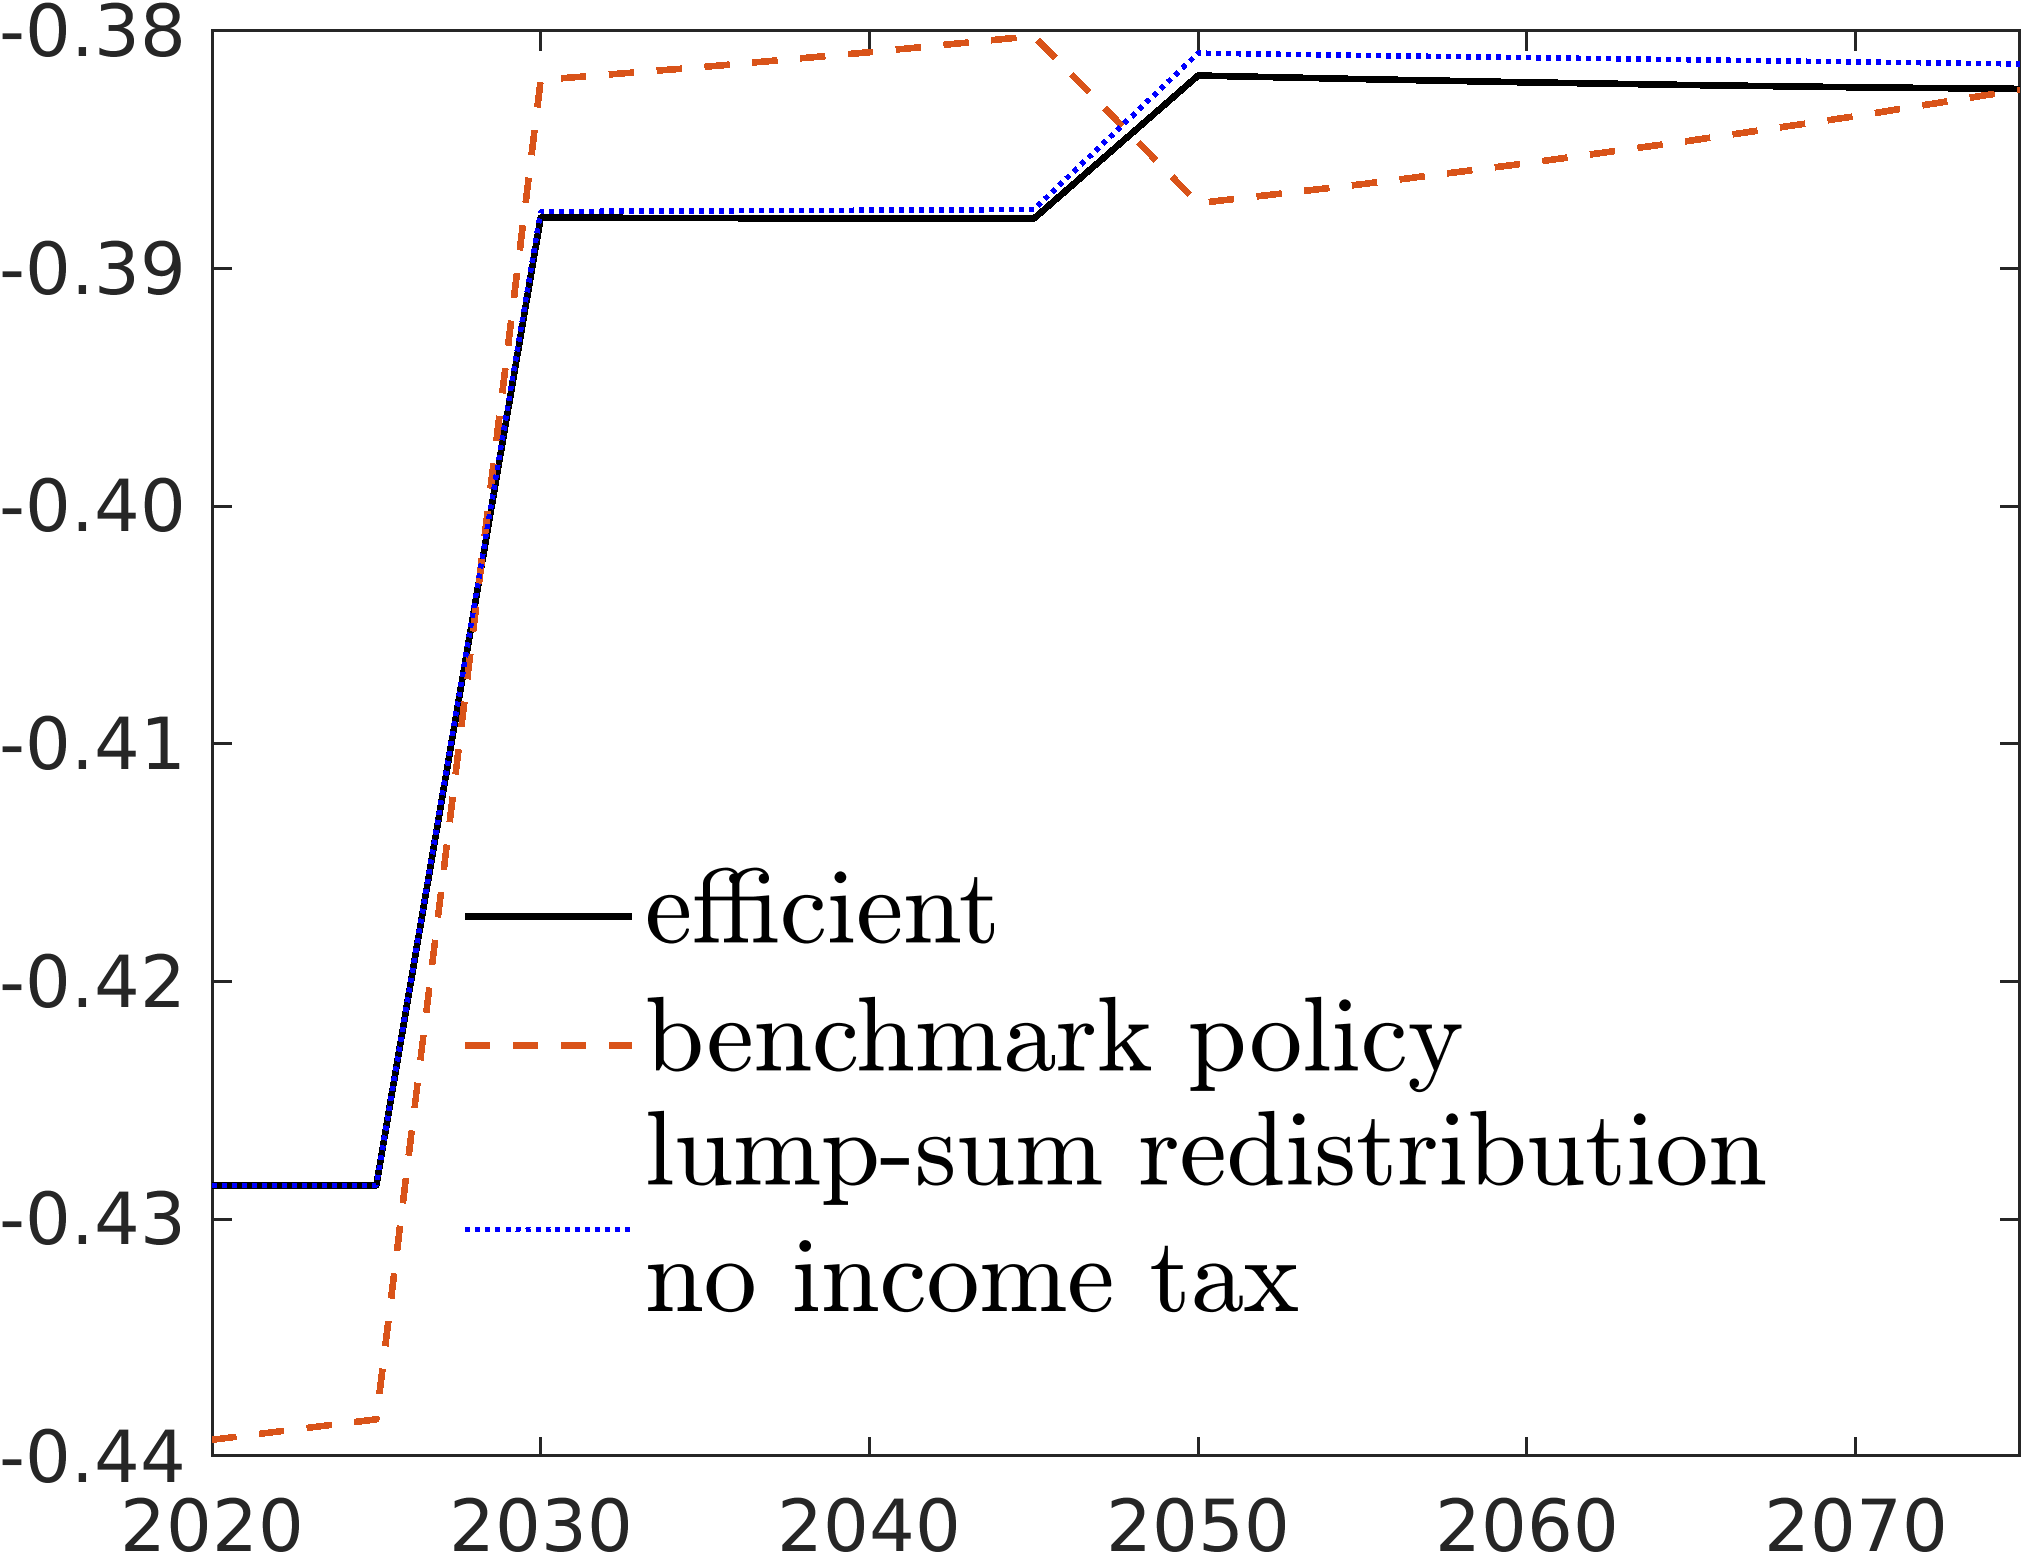 -0.38
-0.39
-0.40
-0.41
-0.42
-0.43
-0.44
efficient
benchmark policy
lump-sum redistribution
no income tax
2020 2030 2040 2050 2060 2070